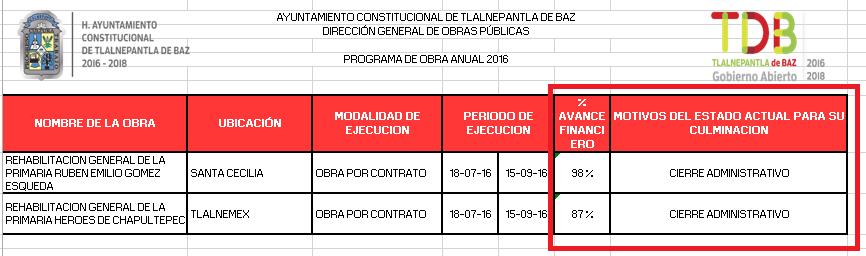 H. AYUNTAMIENTO
CONSTITUCIONAL
DE TLALNEPANTLA DE BAZ
2016 - 2018
AYUNTAMIENTO CONSTITUCIONAL DE TLALNEPANTLA DE BAZ
DIRECCIÓN GENERAL DE OBRAS PÚBLICAS
PROGRAMA DE OBRA ANUAL 2016
TDB
TLALNEPANTLA de BAZ
Gobierno Abierto
2016
2018
NOMBRE DE LA OBRA
UBICACIÓN
MODALIDAD DE
EJECUCION
PERIODO DE
EJECUCION
%
AVANCE
FINANCI
ERO
MOTIVOS DEL ESTADO ACTUAL PARA SU
CULMINACION
REHABILITACION GENERAL DE LA
PRIMARIA RUBEN EMILIO GOMEZ
ESQUEDA
SANTA CECILIA
OBRA POR CONTRATO
18-07-16
15-09-16
98%
CIERRE ADMINISTRATIVO
REHABILITACION GENERAL DE LA
PRIMARIA HEROES DE CHAPULTEPEC
TLALNEMEX
OBRA POR CONTRATO
18-07-16
15-09-16
87%
CIERRE ADMINISTRATIVO